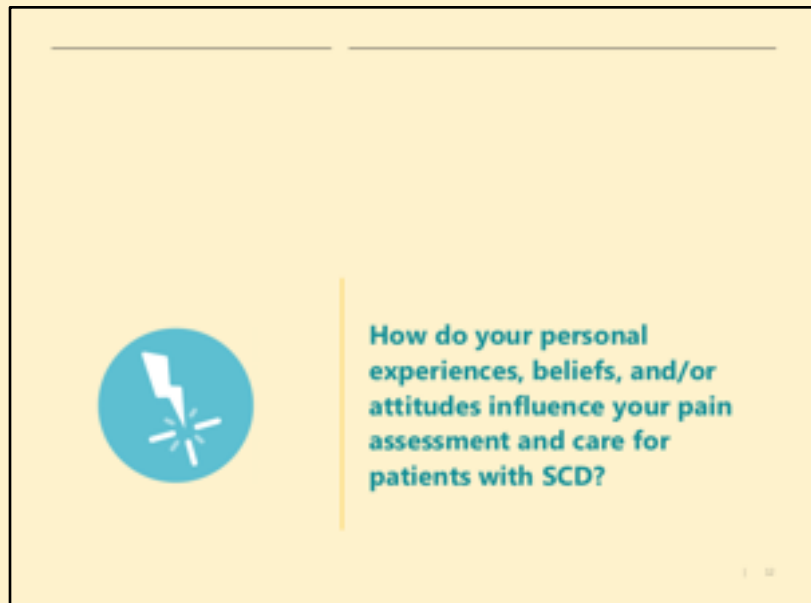 How do your personal
experiences, beliefs, and/or
attitudes influence your pain
assessment and care for
patients with SCD?